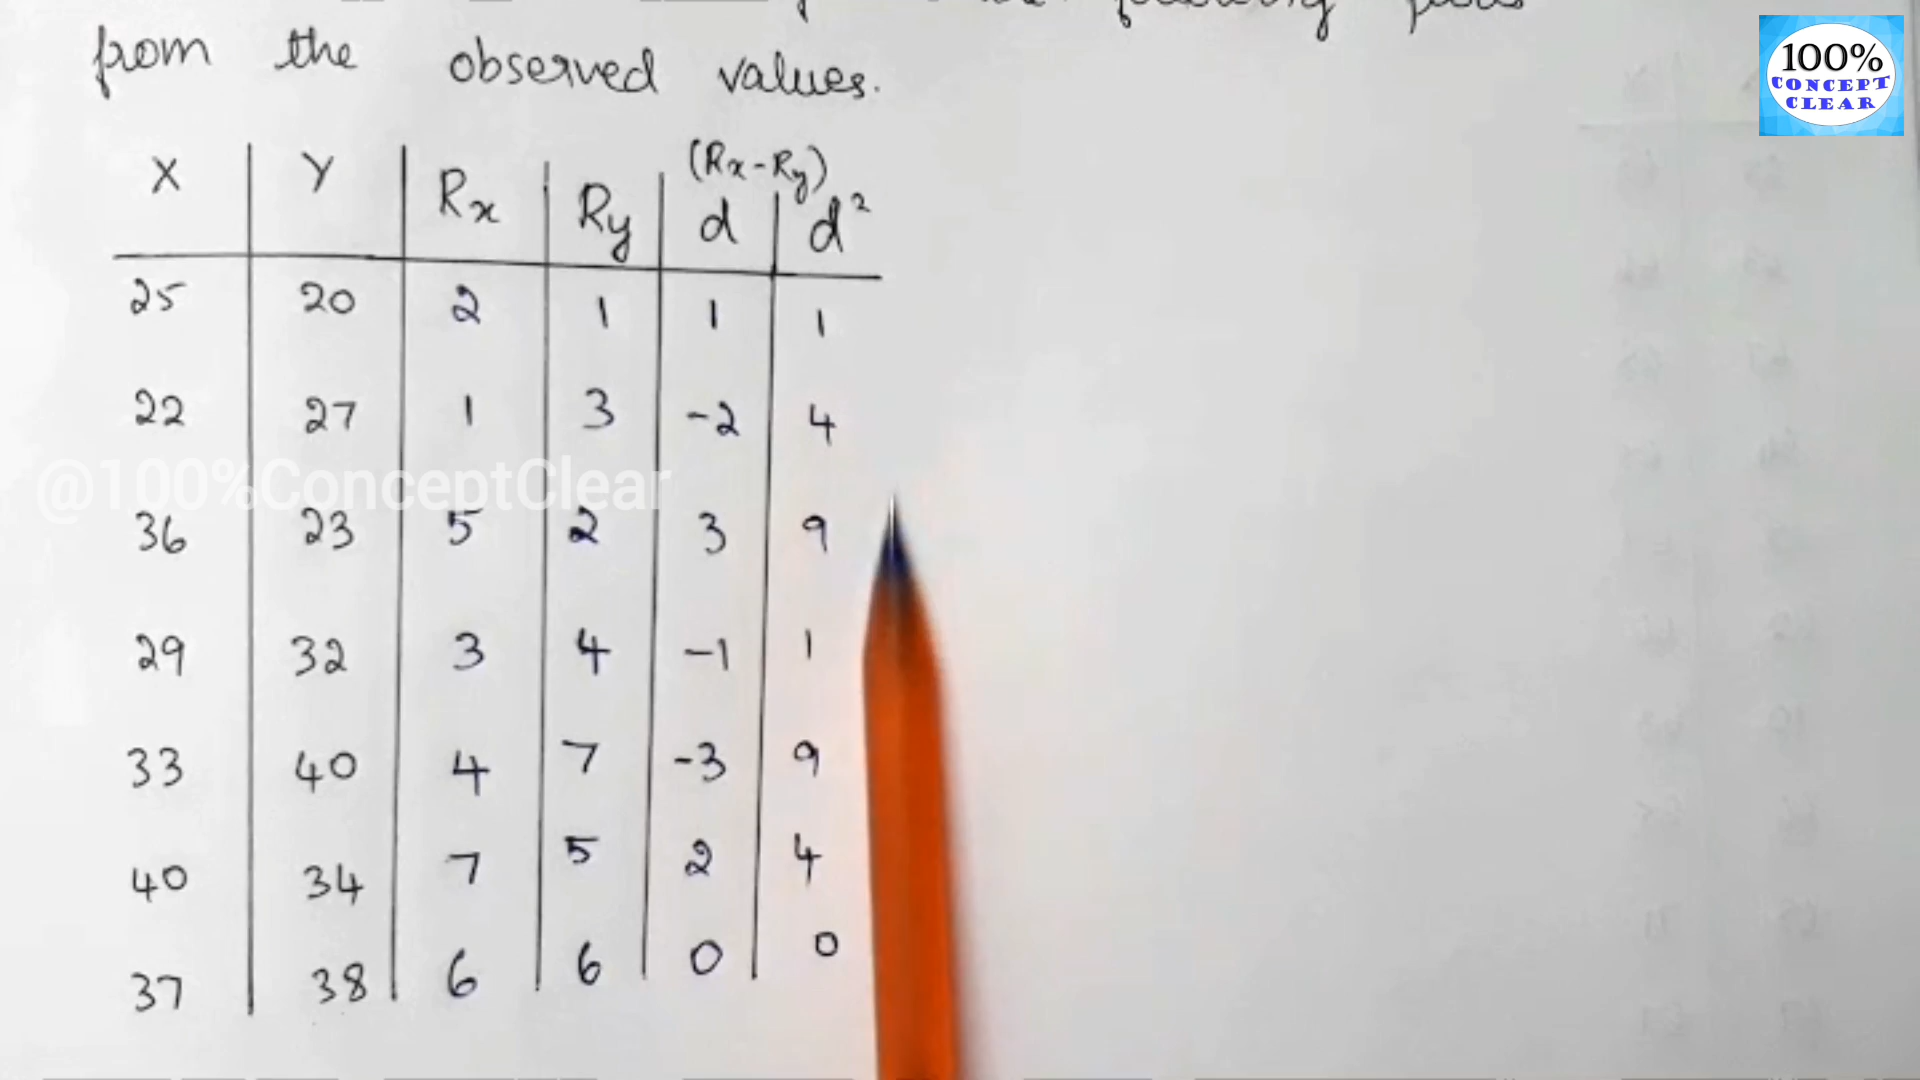 from the observed values.
100%
CONCEPT
CLEAR
X Y Rx Ry (Rx-Ry) d d²
25 20 2 1 1 1
22 27 1 3 -2 4
@100%ConceptClear
36 23 5 2 3 9
29 32 3 4 -1 1
33 40 4 7 -3 9
40 34 7 5 2 4
37 38 6 6 0 0